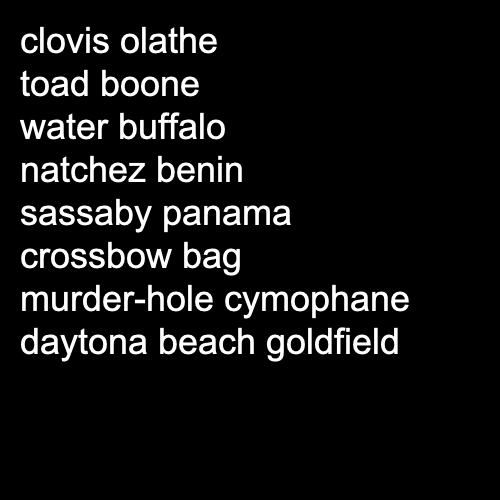 clovis olathe
toad boone
water buffalo
natchez benin
sassaby panama
crossbow bag
murder-hole cymophane
daytona beach goldfield